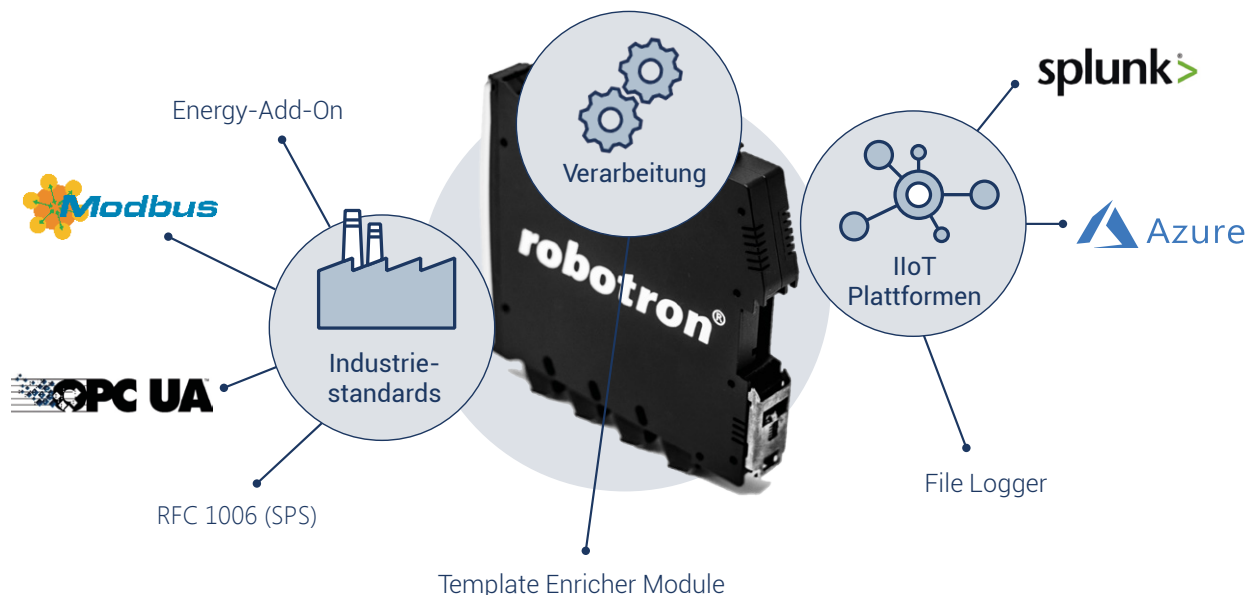 Energy-Add-On
Modbus
OPC UA
RFC 1006 (SPS)
Industrie-
standards
Verarbeitung
robotron®
Template Enricher Module
IIoT
Plattformen
splunk>
Azure
File Logger